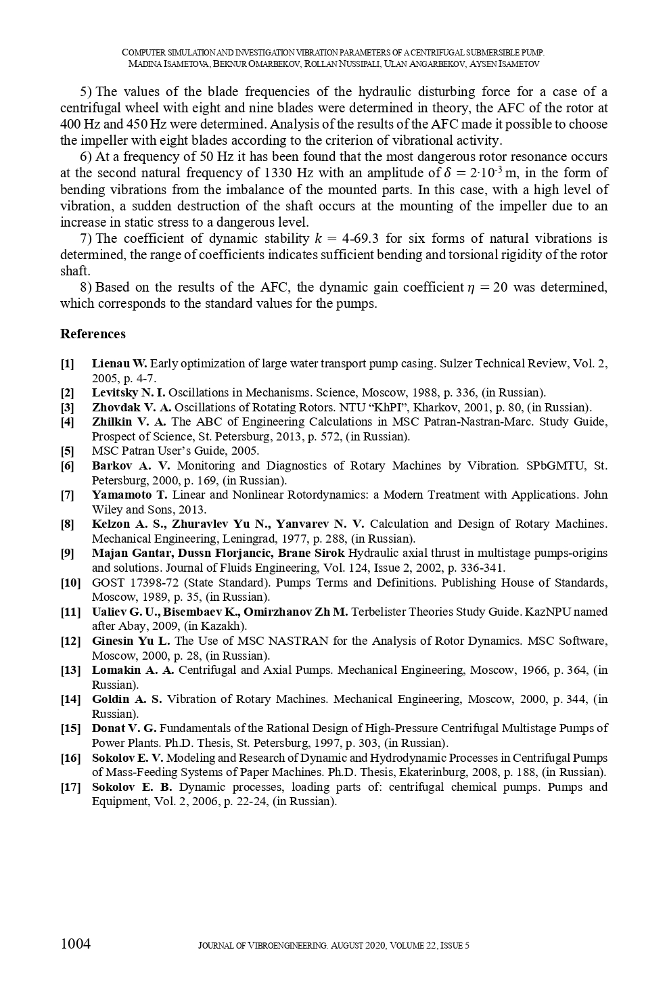 COMPUTER SIMULATION AND INVESTIGATION VIBRATION PARAMETERS OF A CENTRIFUGAL SUBMERSIBLE PUMP.
MADINA ISAMETOVA, BEKNUR OMARBEKOV, ROLLAN NUSSIPALI, ULAN ANGARBEKOV, AYSEN ISAMETOV
5) The values of the blade frequencies of the hydraulic disturbing force for a case of a
centrifugal wheel with eight and nine blades were determined in theory, the AFC of the rotor at
400 Hz and 450 Hz were determined. Analysis of the results of the AFC made it possible to choose
the impeller with eight blades according to the criterion of vibrational activity.
6) At a frequency of 50 Hz it has been found that the most dangerous rotor resonance occurs
at the second natural frequency of 1330 Hz with an amplitude of δ = 2·10⁻³ m, in the form of
bending vibrations from the imbalance of the mounted parts. In this case, with a high level of
vibration, a sudden destruction of the shaft occurs at the mounting of the impeller due to an
increase in static stress to a dangerous level.
7) The coefficient of dynamic stability k = 4-69.3 for six forms of natural vibrations is
determined, the range of coefficients indicates sufficient bending and torsional rigidity of the rotor
shaft.
8) Based on the results of the AFC, the dynamic gain coefficient η = 20 was determined,
which corresponds to the standard values for the pumps.
References
[1] Lienau W. Early optimization of large water transport pump casing. Sulzer Technical Review, Vol. 2,
2005, p. 4-7.
[2] Levitsky N. I. Oscillations in Mechanisms. Science, Moscow, 1988, p. 336, (in Russian).
[3] Zhovdak V. A. Oscillations of Rotating Rotors. NTU “KhPI”, Kharkov, 2001, p. 80, (in Russian).
[4] Zhilkin V. A. The ABC of Engineering Calculations in MSC Patran-Nastran-Marc. Study Guide,
Prospect of Science, St. Petersburg, 2013, p. 572, (in Russian).
[5] MSC Patran User’s Guide, 2005.
[6] Barkov A. V. Monitoring and Diagnostics of Rotary Machines by Vibration. SPbGMTU, St.
Petersburg, 2000, p. 169, (in Russian).
[7] Yamamoto T. Linear and Nonlinear Rotordynamics: a Modern Treatment with Applications. John
Wiley and Sons, 2013.
[8] Kelzon A. S., Zhuravlev Yu N., Yanvarev N. V. Calculation and Design of Rotary Machines.
Mechanical Engineering, Leningrad, 1977, p. 288, (in Russian).
[9] Majan Gantar, Dussn Florjancic, Brane Sirok Hydraulic axial thrust in multistage pumps-origins
and solutions. Journal of Fluids Engineering, Vol. 124, Issue 2, 2002, p. 336-341.
[10] GOST 17398-72 (State Standard). Pumps Terms and Definitions. Publishing House of Standards,
Moscow, 1989, p. 35, (in Russian).
[11] Ualiev G. U., Bisembaev K., Omirzhanov Zh M. Terbelister Theories Study Guide. KazNPU named
after Abay, 2009, (in Kazakh).
[12] Ginesin Yu L. The Use of MSC NASTRAN for the Analysis of Rotor Dynamics. MSC Software,
Moscow, 2000, p. 28, (in Russian).
[13] Lomakin A. A. Centrifugal and Axial Pumps. Mechanical Engineering, Moscow, 1966, p. 364, (in
Russian).
[14] Goldin A. S. Vibration of Rotary Machines. Mechanical Engineering, Moscow, 2000, p. 344, (in
Russian).
[15] Donat V. G. Fundamentals of the Rational Design of High-Pressure Centrifugal Multistage Pumps of
Power Plants. Ph.D. Thesis, St. Petersburg, 1997, p. 303, (in Russian).
[16] Sokolov E. V. Modeling and Research of Dynamic and Hydrodynamic Processes in Centrifugal Pumps
of Mass-Feeding Systems of Paper Machines. Ph.D. Thesis, Ekaterinburg, 2008, p. 188, (in Russian).
[17] Sokolov E. B. Dynamic processes, loading parts of: centrifugal chemical pumps. Pumps and
Equipment, Vol. 2, 2006, p. 22-24, (in Russian).
1004 JOURNAL OF VIBROENGINEERING. AUGUST 2020, VOLUME 22, ISSUE 5